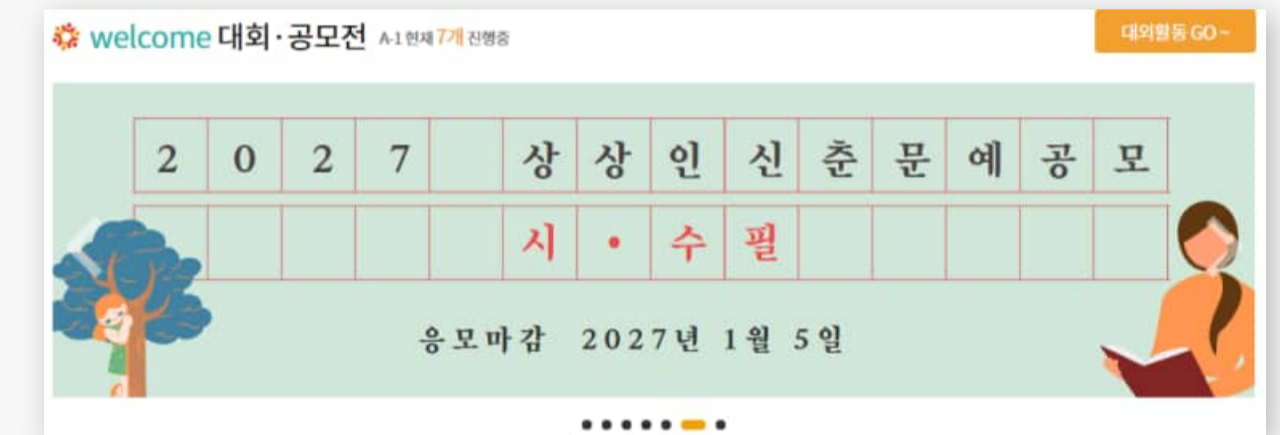 welcome 대회·공모전 A-1 현재 7개 진행중
대외활동 GO ~
2027 상상인신춘문예공모
시·수필
응모마감 2027년 1월 5일